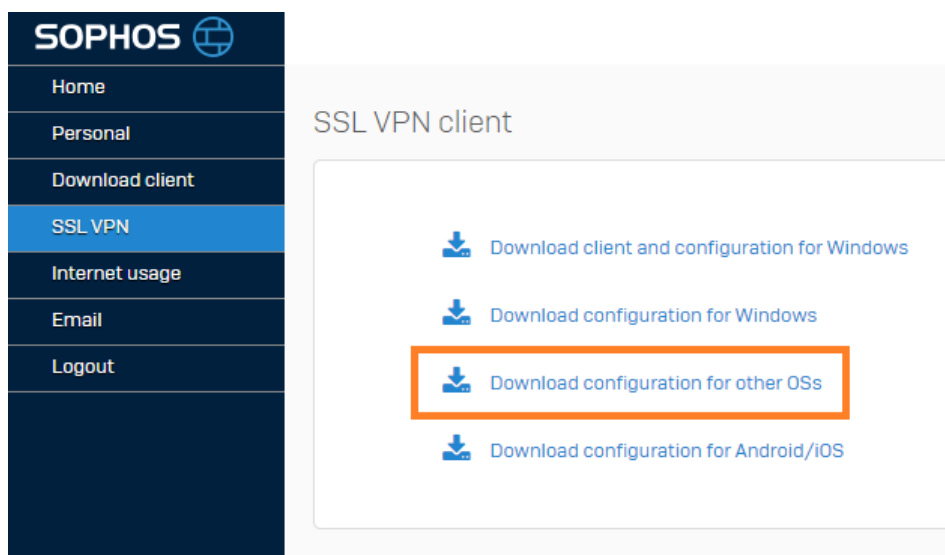 SOPHOS
Home
Personal
Download client
SSL VPN
Internet usage
Email
Logout
SSL VPN client
Download client and configuration for Windows
Download configuration for Windows
Download configuration for other OSs
Download configuration for Android/iOS